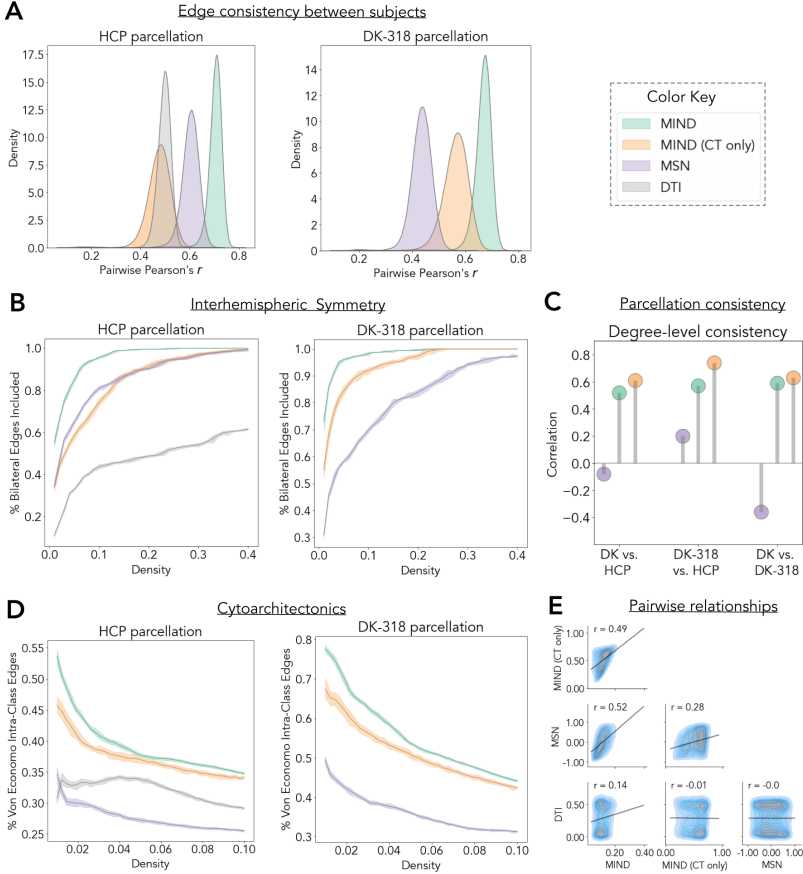 A
Edge consistency between subjects
HCP parcellation
DK-318 parcellation
17.5
15.0
12.5
10.0
7.5
5.0
2.5
0.0
Density
0.2 0.4 0.6 0.8
Pairwise Pearson's r
14
12
10
8
6
4
2
0
Density
0.2 0.4 0.6 0.8
Pairwise Pearson's r
Color Key
MIND
MIND (CT only)
MSN
DTI
B
Interhemispheric Symmetry
HCP parcellation
DK-318 parcellation
1.0
0.8
0.6
0.4
0.2
% Bilateral Edges Included
0.0 0.1 0.2 0.3 0.4
Density
1.0
0.9
0.8
0.7
0.6
0.5
0.4
0.3
% Bilateral Edges Included
0.0 0.1 0.2 0.3 0.4
Density
C
Parcellation consistency
Degree-level consistency
0.8
0.6
0.4
0.2
0.0
−0.2
−0.4
Correlation
DK vs. DK-318 DK vs.
HCP vs. HCP DK-318
D
Cytoarchitectonics
HCP parcellation
DK-318 parcellation
0.55
0.50
0.45
0.40
0.35
0.30
0.25
% Von Economo Intra-Class Edges
0.02 0.04 0.06 0.08 0.10
Density
0.8
0.7
0.6
0.5
0.4
0.3
% Von Economo Intra-Class Edges
0.02 0.04 0.06 0.08 0.10
Density
E
Pairwise relationships
MIND (CT only)
1.00
0.50
0.00
r = 0.49
MSN
1.00
0.00
-1.00
r = 0.52
r = 0.28
DTI
0.50
0.00
r = 0.14
r = -0.01
r = -0.0
0.20 0.40
MIND
1.00
MIND (CT only)
-1.00 0.00 1.00
MSN